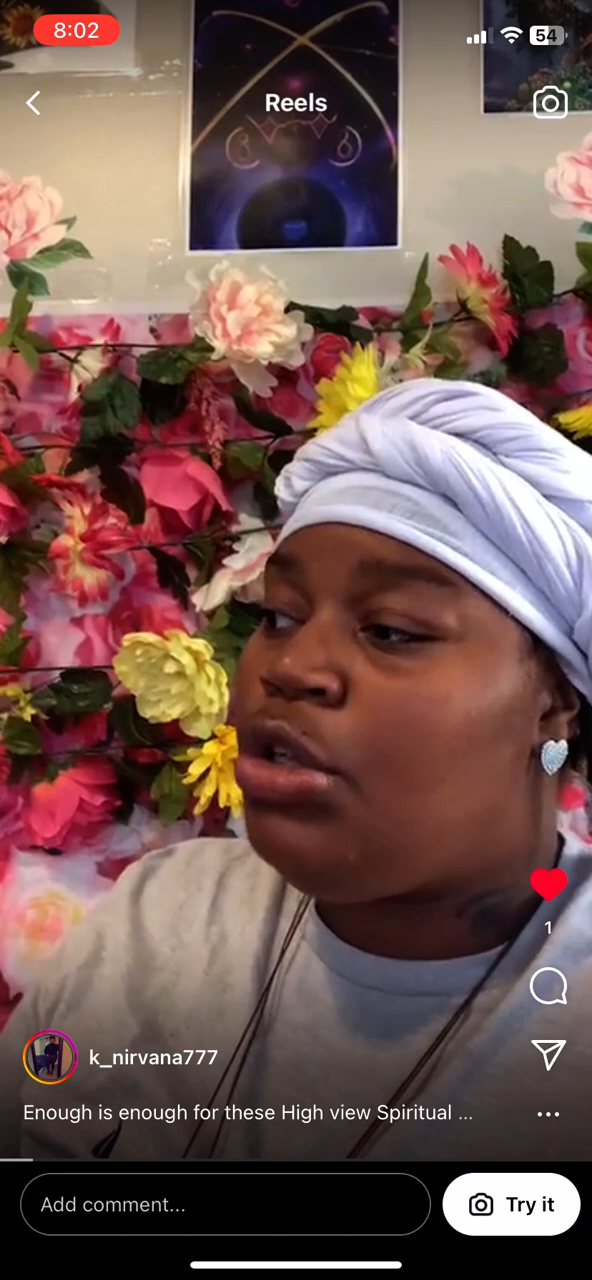 8:02
54
Reels
1
k_nirvana777
Enough is enough for these High view Spiritual ...
Add comment...
Try it